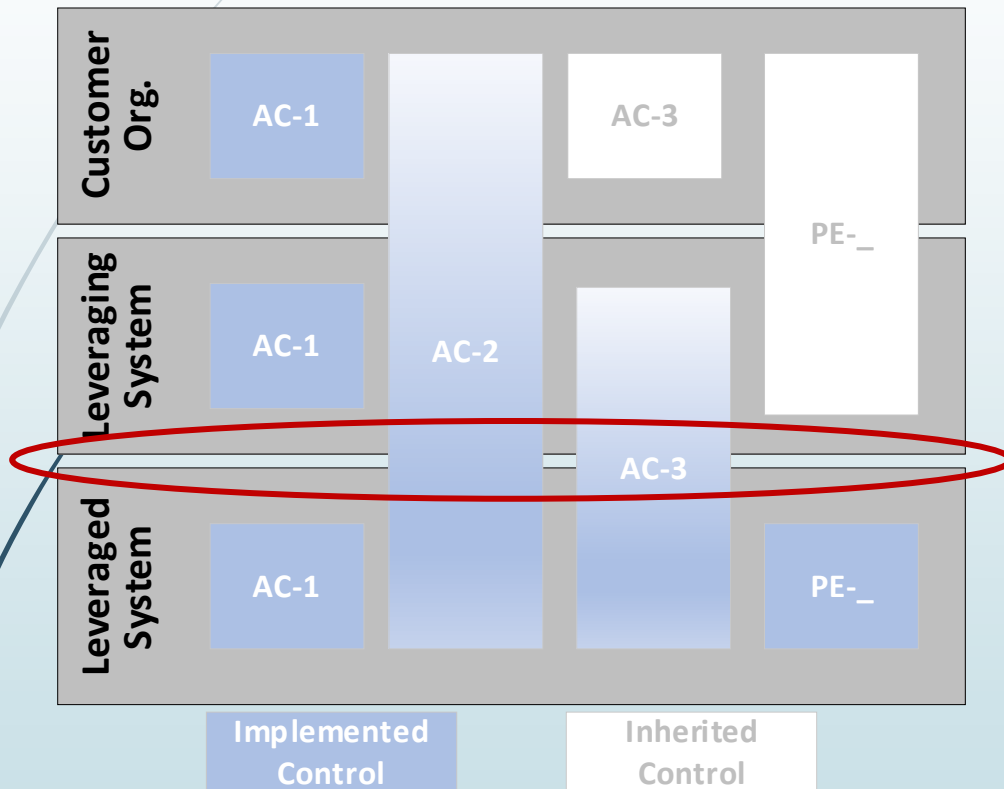 Customer
Org.
AC-1
AC-3
PE-_
Leveraging
System
AC-1
AC-2
AC-3
Leveraged
System
AC-1
PE-_
Implemented
Control
Inherited
Control